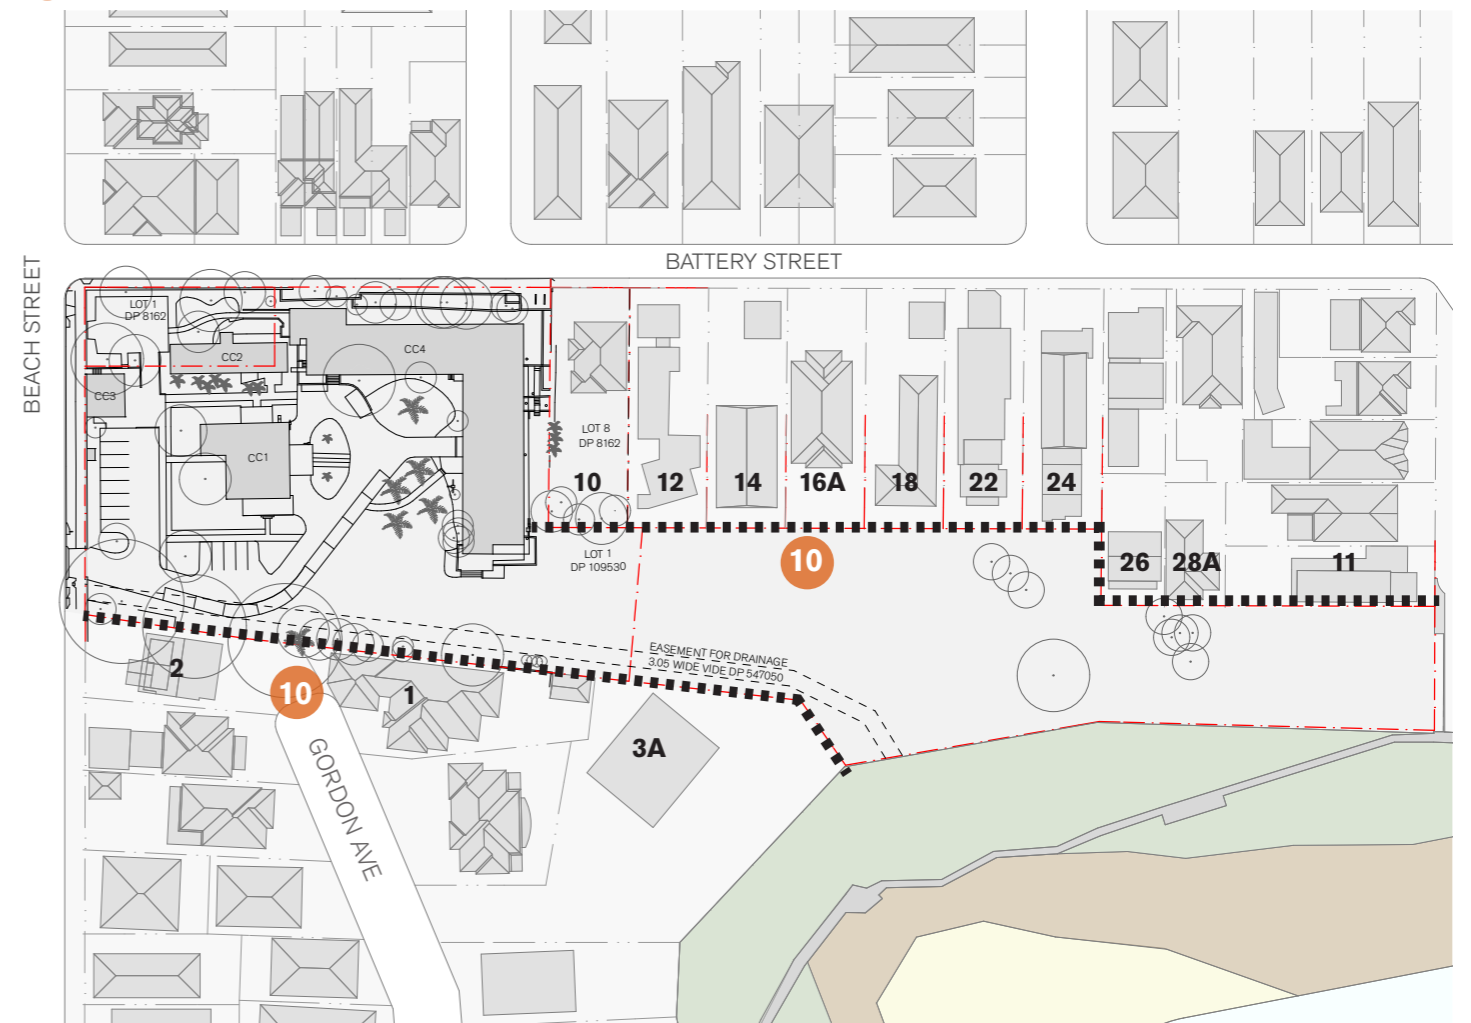 BATTERY STREET
BEACH STREET
LOT 1
DP 8162
CC2
CC4
CC3
CC1
LOT 8
DP 8162
10
12
14
16A
18
22
24
LOT 1
DP 109530
10
26
28A
11
2
10
1
EASEMENT FOR DRAINAGE
3.05 WIDE VIDE DP 547050
3A
GORDON AVE